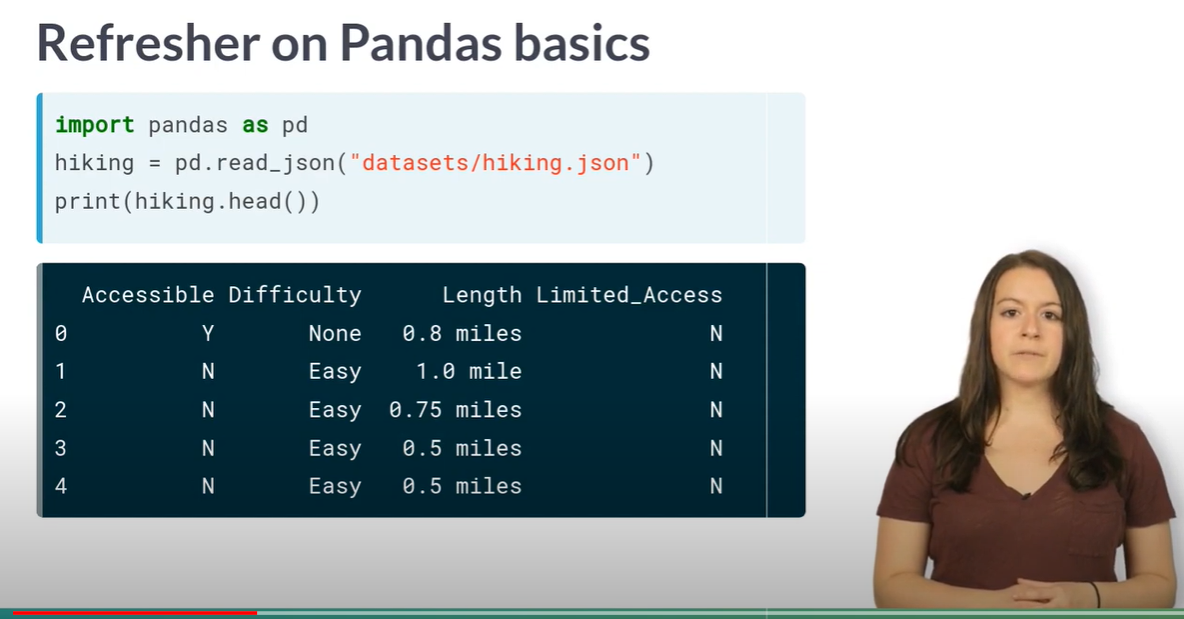 Refresher on Pandas basics
import pandas as pd
hiking = pd.read_json("datasets/hiking.json")
print(hiking.head())
Accessible Difficulty Length Limited_Access
0 Y None 0.8 miles N
1 N Easy 1.0 mile N
2 N Easy 0.75 miles N
3 N Easy 0.5 miles N
4 N Easy 0.5 miles N